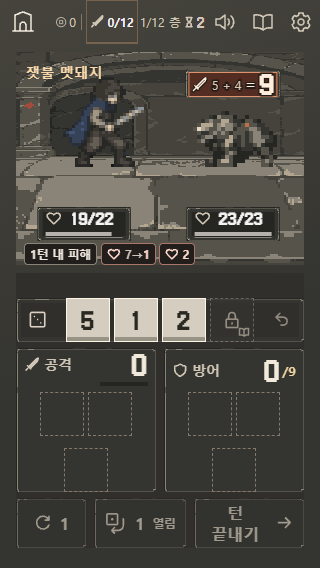 0 0/12 1/12 층 2
잿불 멧돼지
5 + 4 = 9
19/22 23/23
1턴 내 피해 7→1 2
5 1 2
공격 0 방어 0/9
1 1 열림 턴
끝내기